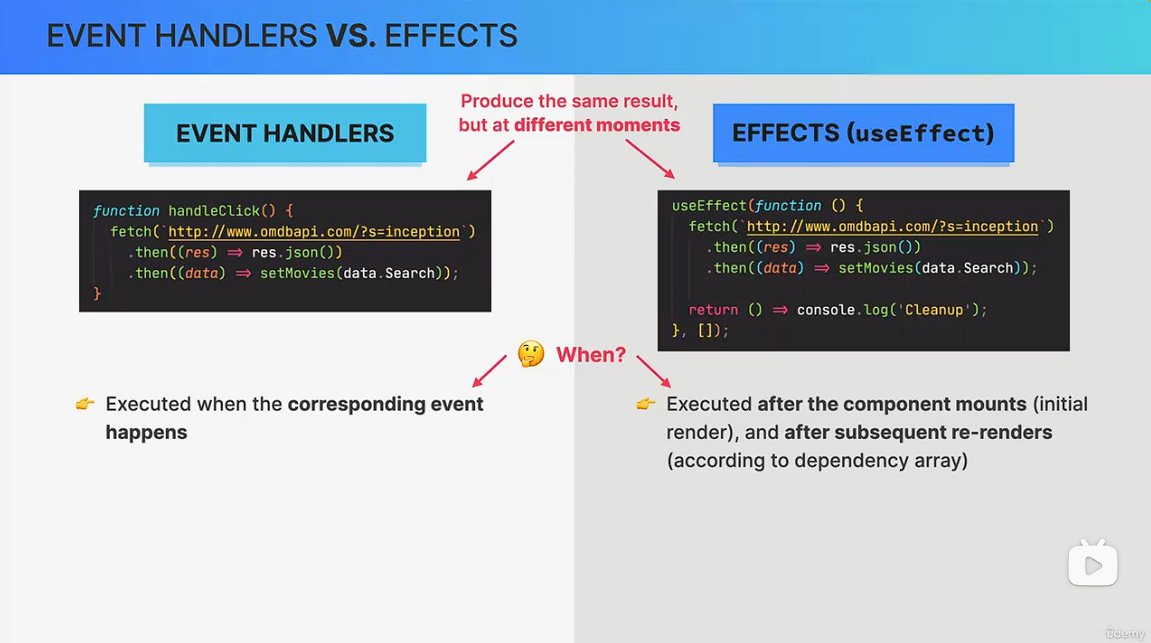 EVENT HANDLERS VS. EFFECTS
Produce the same result,
but at different moments
EVENT HANDLERS
function handleClick() {
fetch(`http://www.omdbapi.com/?s=inception`)
.then((res) => res.json())
.then((data) => setMovies(data.Search));
}
EFFECTS (useEffect)
useEffect(function () {
fetch(`http://www.omdbapi.com/?s=inception`)
.then((res) => res.json())
.then((data) => setMovies(data.Search));
return () => console.log('Cleanup');
}, []);
When?
Executed when the corresponding event
happens
Executed after the component mounts (initial
render), and after subsequent re-renders
(according to dependency array)
ûdemy